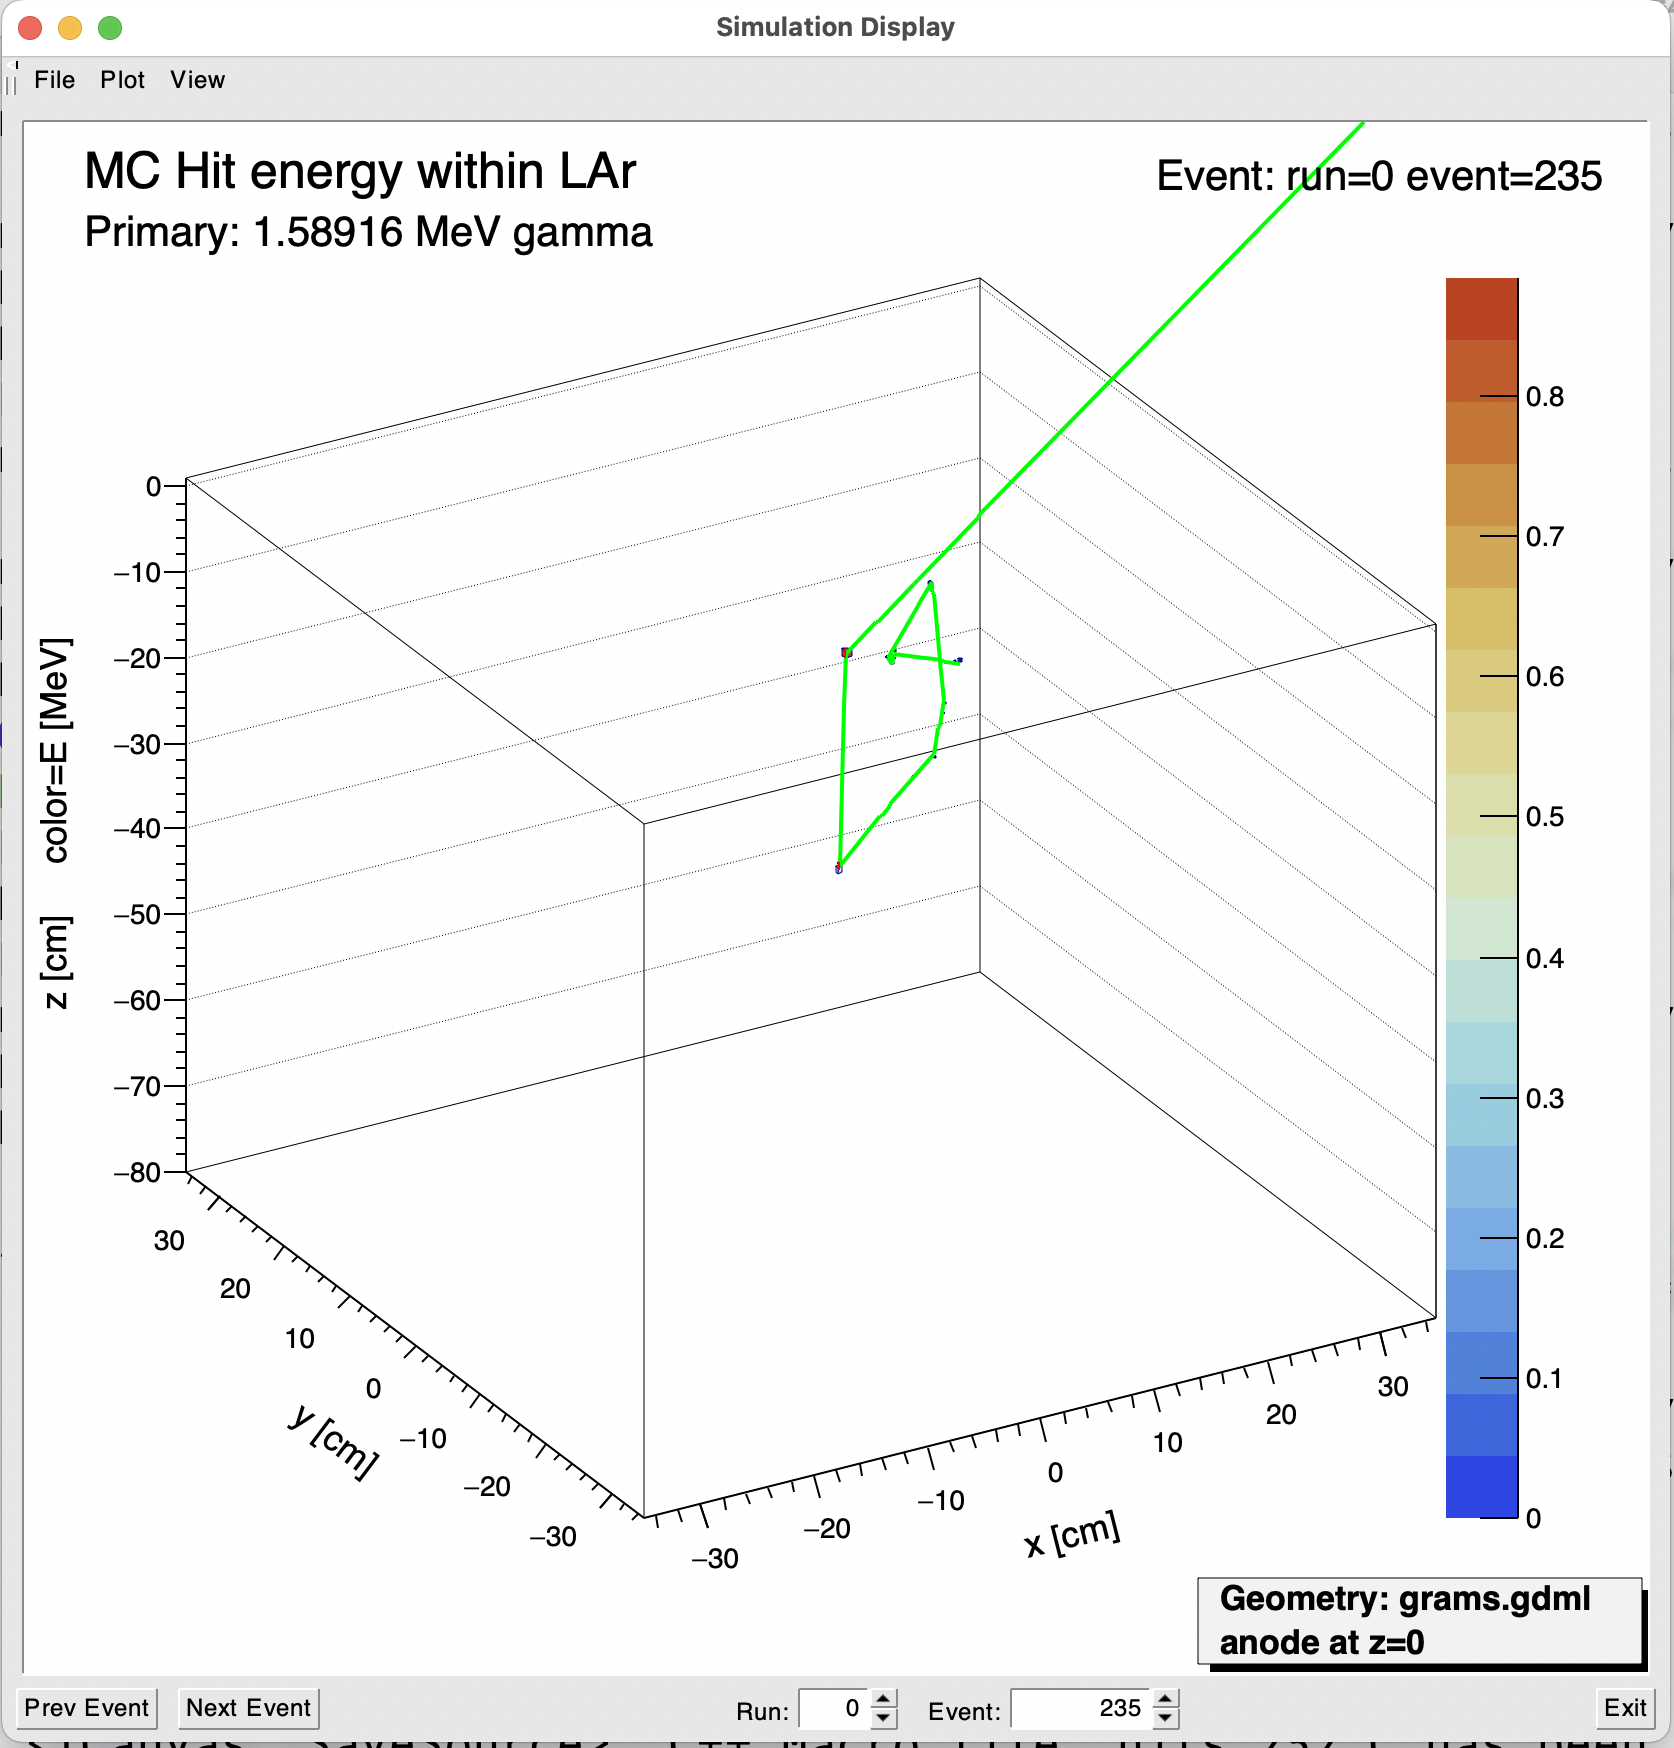 Simulation Display
File Plot View
MC Hit energy within LAr
Event: run=0 event=235
Primary: 1.58916 MeV gamma
0
−10
−20
−30
−40
−50
−60
−70
−80
z [cm] color=E [MeV]
30
20
10
0
−10
−20
−30
y [cm]
−30
−20
−10
0
10
20
30
x [cm]
0.8
0.7
0.6
0.5
0.4
0.3
0.2
0.1
0
Geometry: grams.gdml
anode at z=0
Prev Event Next Event Run: 0 Event: 235 Exit